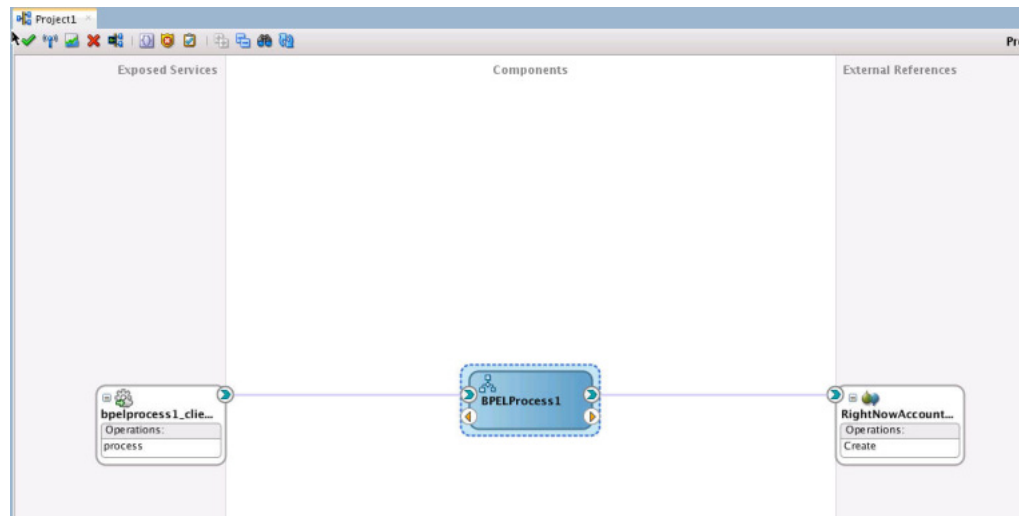 Project1
Pr
Exposed Services
Components
External References
bpelprocess1_clie...
Operations:
process
BPELProcess1
RightNowAccount...
Operations:
Create